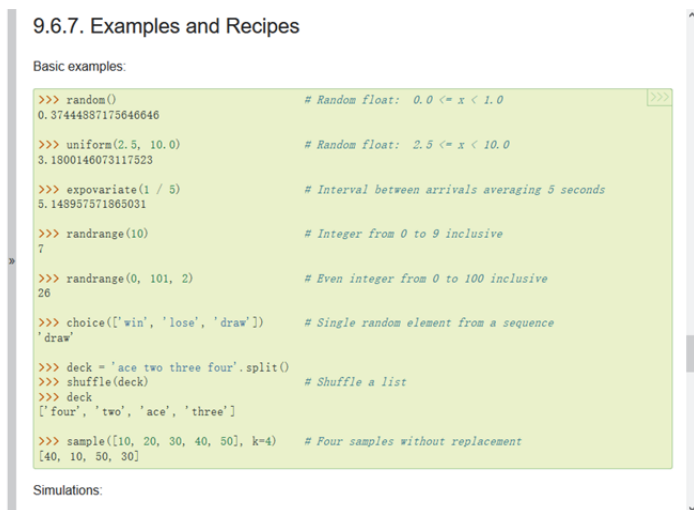 9.6.7. Examples and Recipes
Basic examples:
>>> random() # Random float: 0.0 <= x < 1.0
>>>
0.37444887175646646
>>> uniform(2.5, 10.0) # Random float: 2.5 <= x < 10.0
3.1800146073117523
>>> expovariate(1 / 5) # Interval between arrivals averaging 5 seconds
5.148957571865031
>>> randrange(10) # Integer from 0 to 9 inclusive
7
>>> randrange(0, 101, 2) # Even integer from 0 to 100 inclusive
26
>>> choice(['win', 'lose', 'draw']) # Single random element from a sequence
'draw'
>>> deck = 'ace two three four'.split()
>>> shuffle(deck) # Shuffle a list
>>> deck
['four', 'two', 'ace', 'three']
>>> sample([10, 20, 30, 40, 50], k=4) # Four samples without replacement
[40, 10, 50, 30]
Simulations:
»